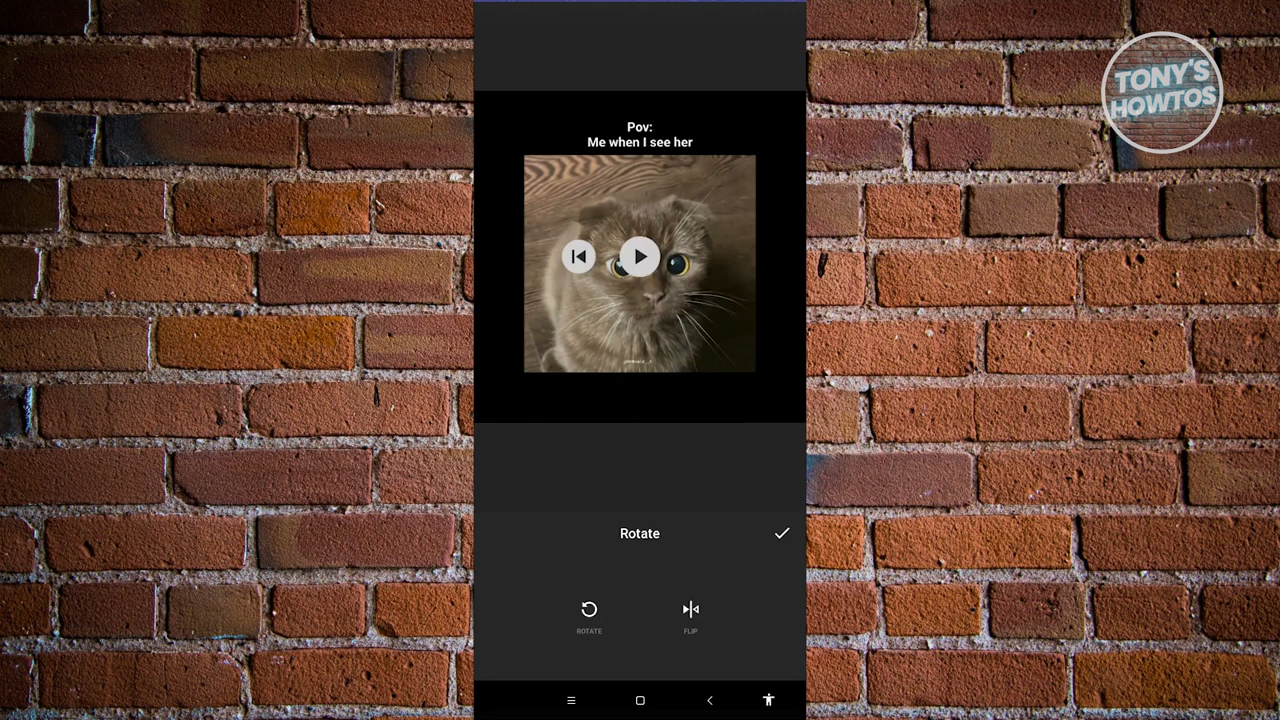 TONY'S
HOWTOS
Pov:
Me when I see her
Rotate
ROTATE
FLIP